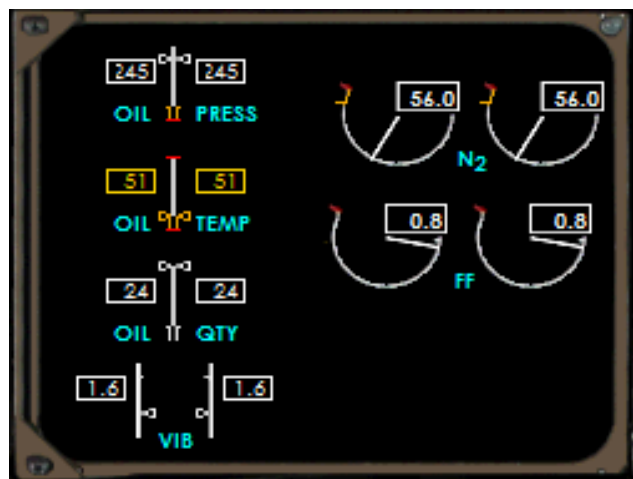 245 245
OIL PRESS
51 51
OIL TEMP
24 24
OIL QTY
1.6 1.6
VIB
56.0 56.0
N2
0.8 0.8
FF